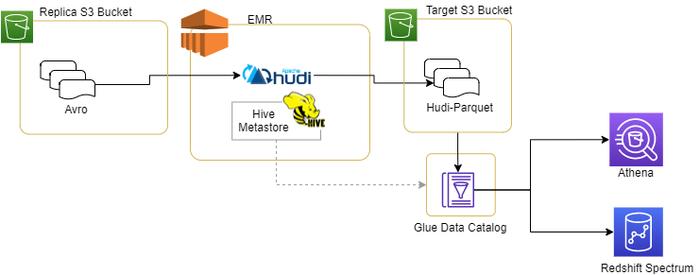 Replica S3 Bucket
EMR
Target S3 Bucket
Avro
APACHE
hudi
Hudi-Parquet
Hive
Metastore
HIVE
Athena
Glue Data Catalog
Redshift Spectrum